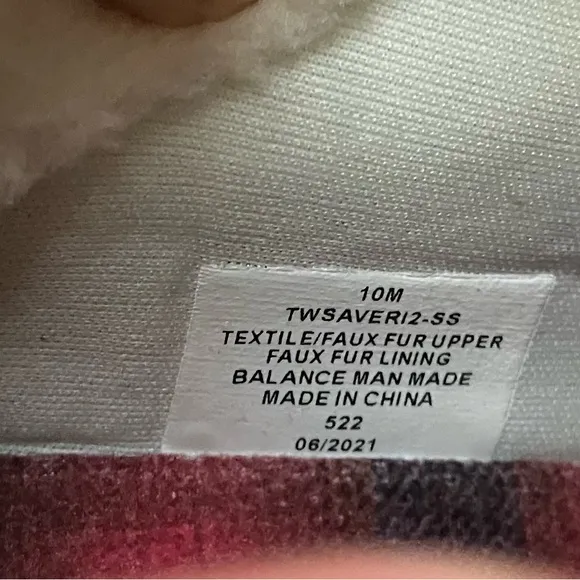 10M
TWSAVERI2-SS
TEXTILE/FAUX FUR UPPER
FAUX FUR LINING
BALANCE MAN MADE
MADE IN CHINA
522
06/2021